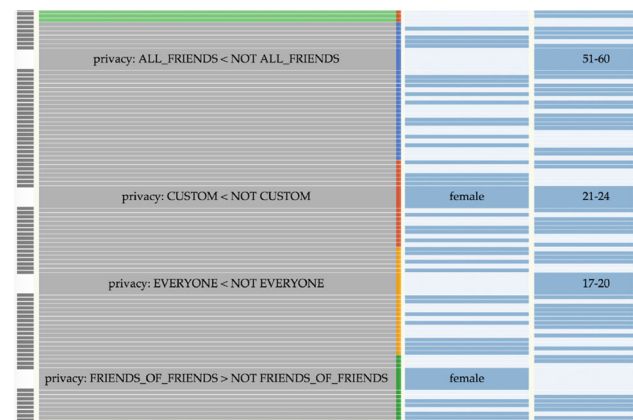 privacy: ALL_FRIENDS < NOT ALL_FRIENDS 51-60
privacy: CUSTOM < NOT CUSTOM female 21-24
privacy: EVERYONE < NOT EVERYONE 17-20
privacy: FRIENDS_OF_FRIENDS > NOT FRIENDS_OF_FRIENDS female